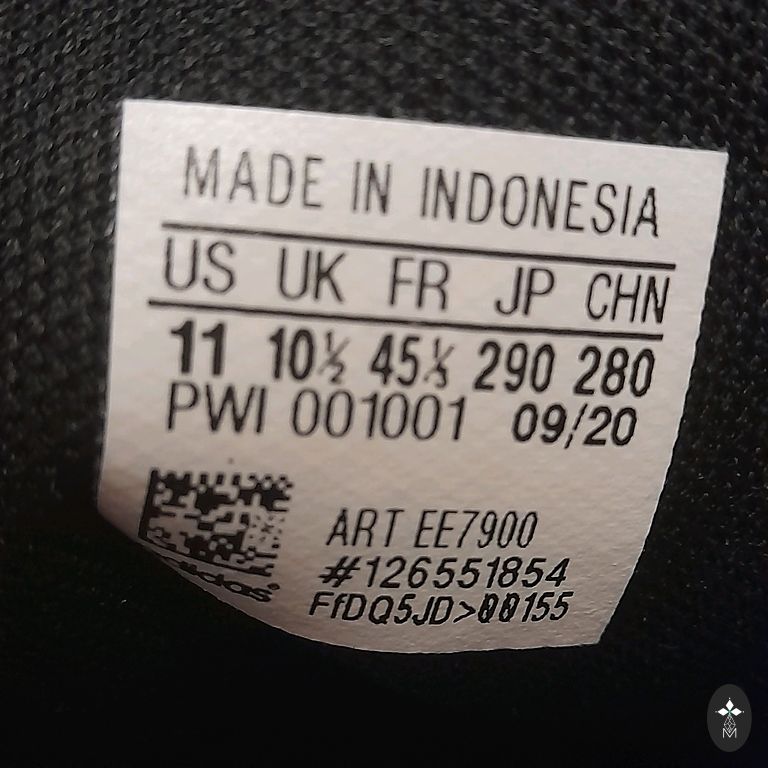 MADE IN INDONESIA
US UK FR JP CHN
11 10½ 45⅓ 290 280
PWI 001001 09/20
ART EE7900
#126551854
FfDQ5JD>00155
adidas
M